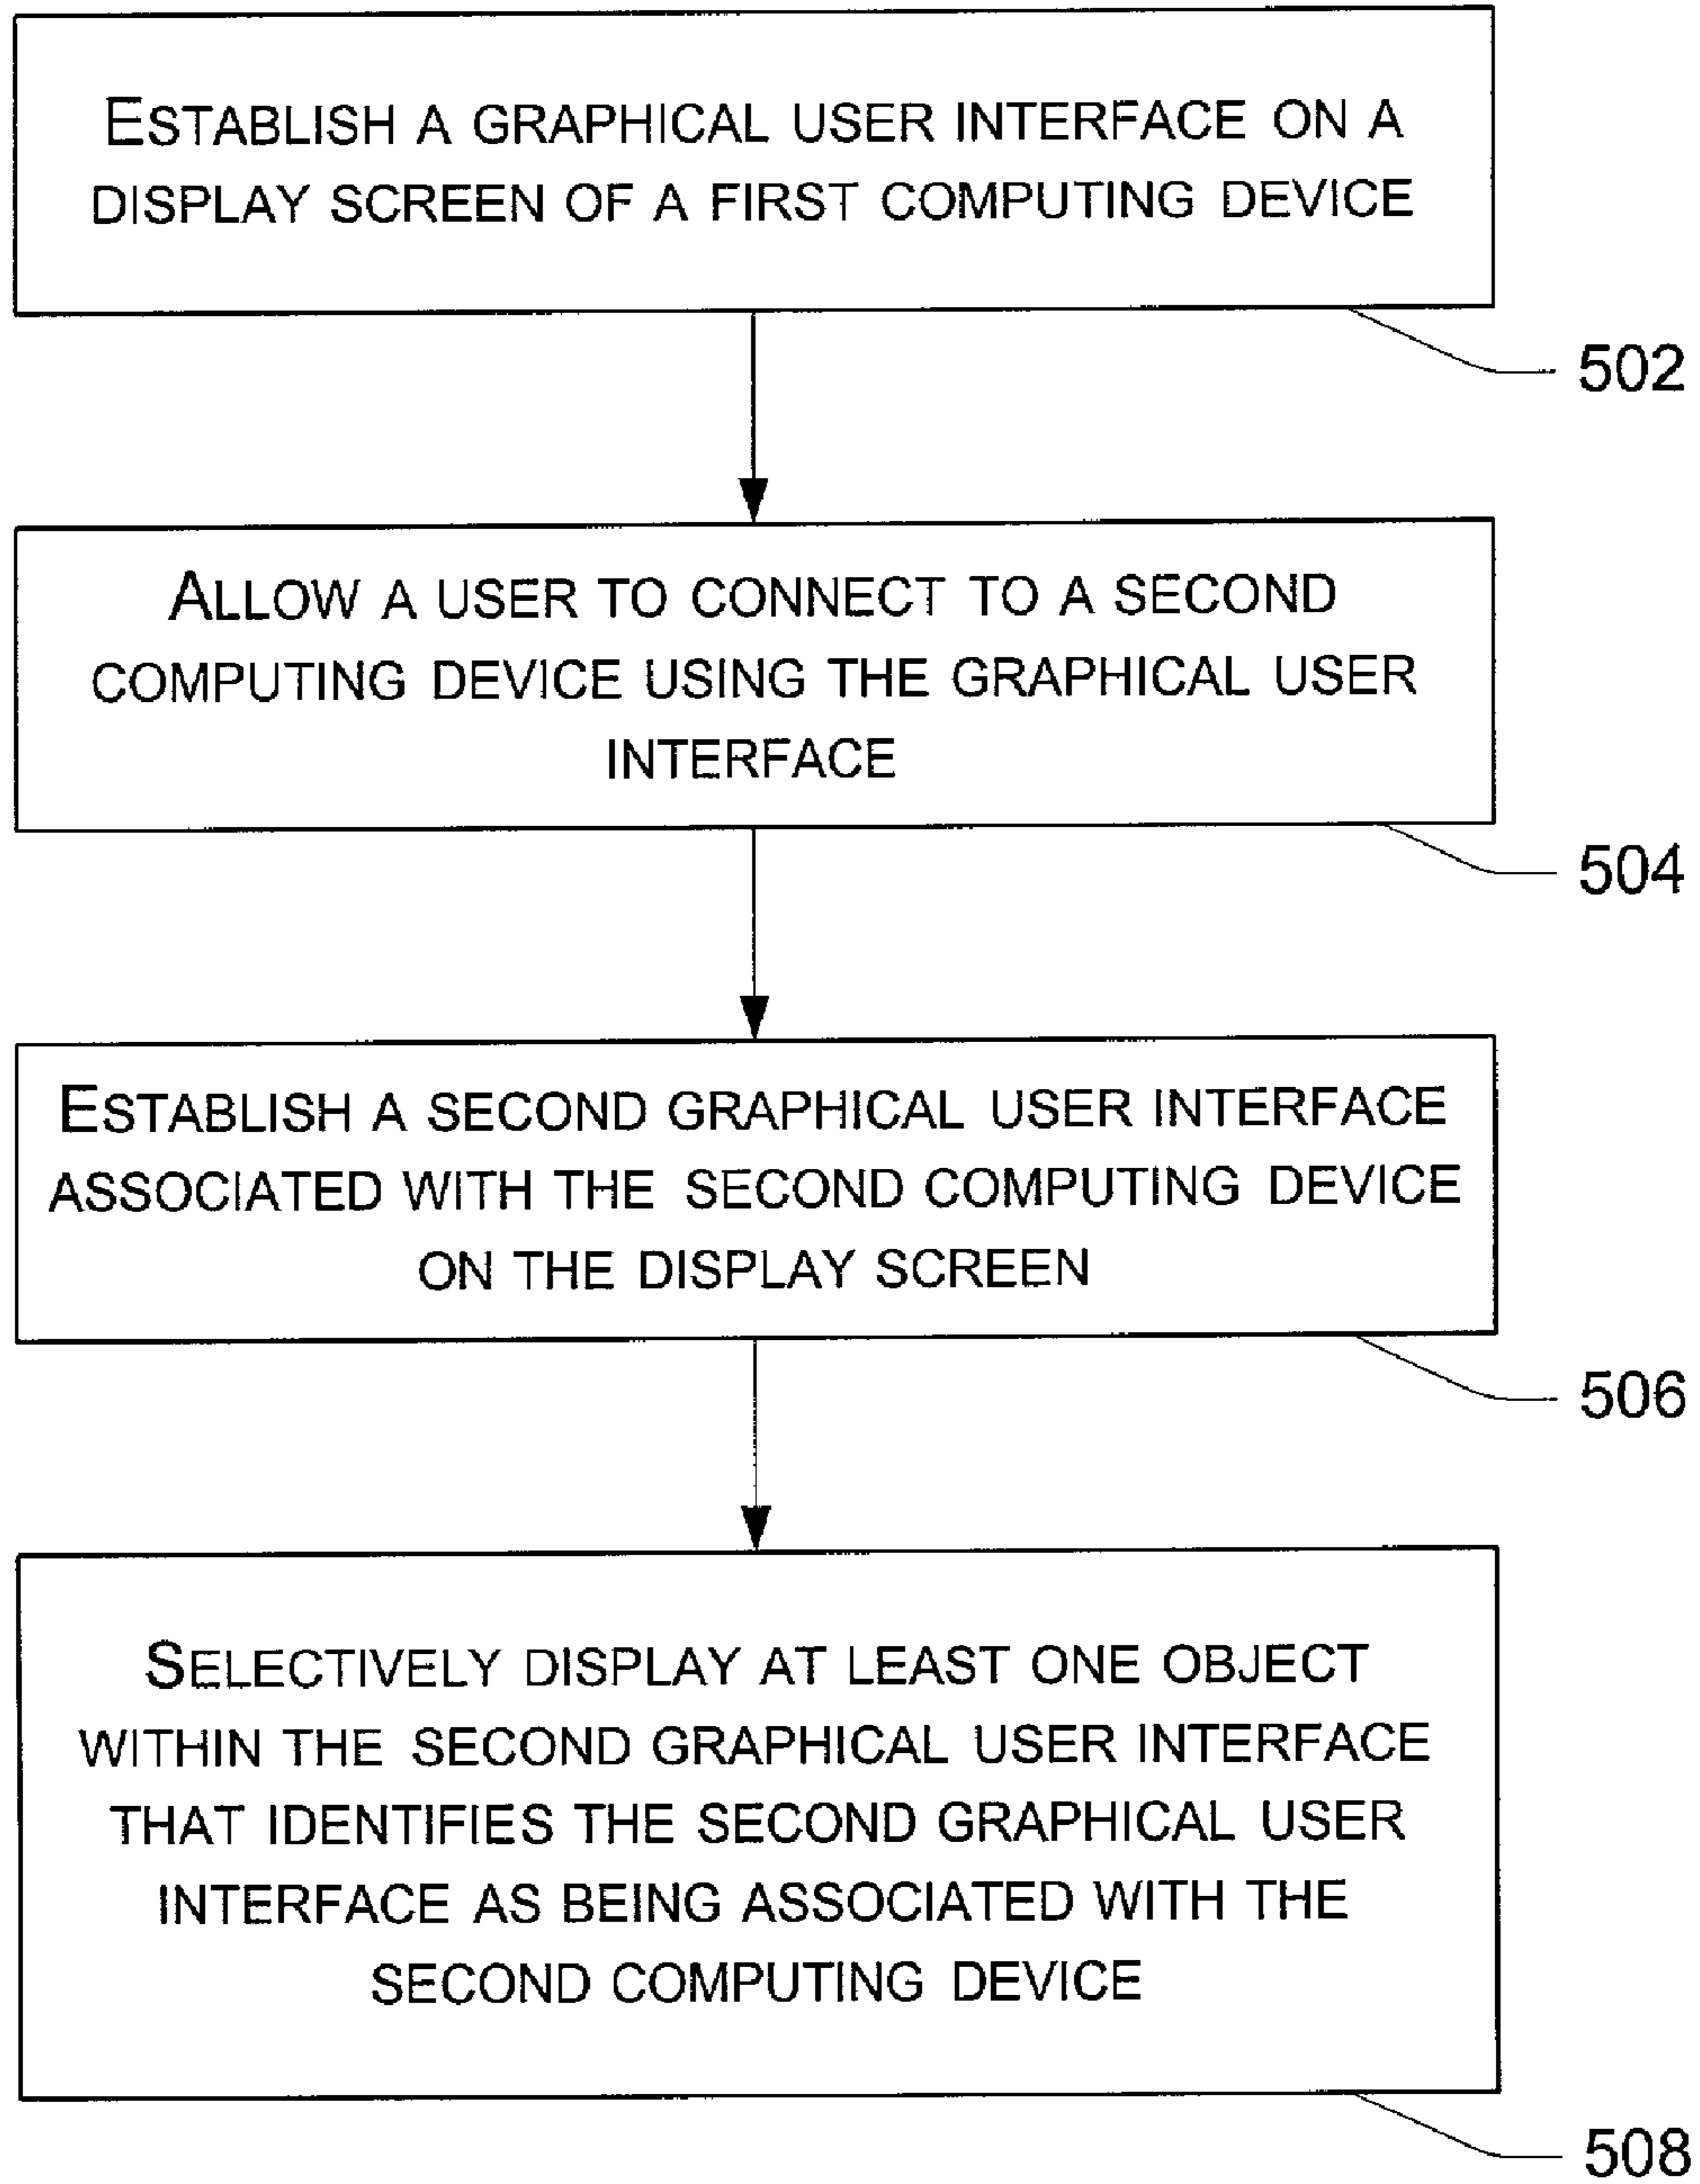 ESTABLISH A GRAPHICAL USER INTERFACE ON A
DISPLAY SCREEN OF A FIRST COMPUTING DEVICE
502
ALLOW A USER TO CONNECT TO A SECOND
COMPUTING DEVICE USING THE GRAPHICAL USER
INTERFACE
504
ESTABLISH A SECOND GRAPHICAL USER INTERFACE
ASSOCIATED WITH THE SECOND COMPUTING DEVICE
ON THE DISPLAY SCREEN
506
SELECTIVELY DISPLAY AT LEAST ONE OBJECT
WITHIN THE SECOND GRAPHICAL USER INTERFACE
THAT IDENTIFIES THE SECOND GRAPHICAL USER
INTERFACE AS BEING ASSOCIATED WITH THE
SECOND COMPUTING DEVICE
508